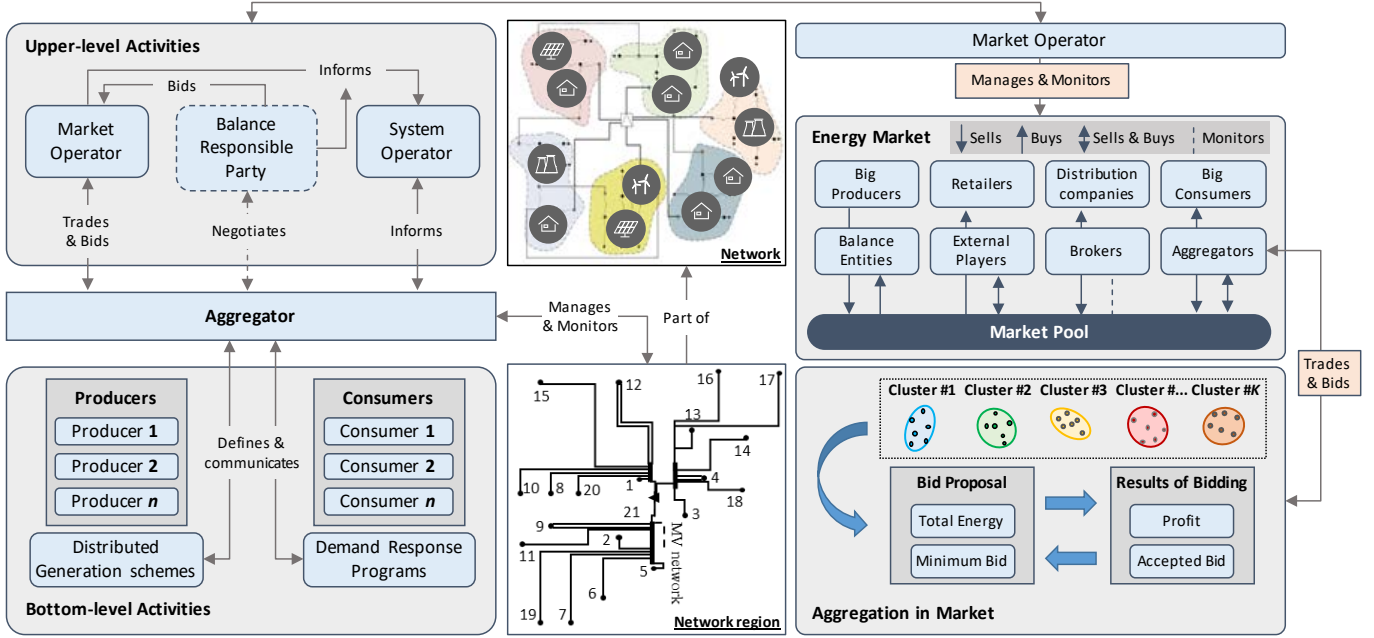 Upper-level Activities
Informs
Bids
Market
Operator
Balance
Responsible
Party
System
Operator
Trades
& Bids
Negotiates
Informs
Aggregator
Producers
Producer 1
Producer 2
Producer n
Consumers
Consumer 1
Consumer 2
Consumer n
Defines &
communicates
Distributed
Generation schemes
Demand Response
Programs
Bottom-level Activities
Network
Manages
& Monitors
Part of
15
12
16
17
13
14
10
8
20
1
4
18
21
3
9
2
11
5
6
19
7
MV network
Network region
Market Operator
Manages & Monitors
Energy Market
Sells
Buys
Sells & Buys
Monitors
Big
Producers
Retailers
Distribution
companies
Big
Consumers
Balance
Entities
External
Players
Brokers
Aggregators
Market Pool
Trades
& Bids
Cluster #1
Cluster #2
Cluster #3
Cluster #...
Cluster #K
Bid Proposal
Total Energy
Minimum Bid
Results of Bidding
Profit
Accepted Bid
Aggregation in Market